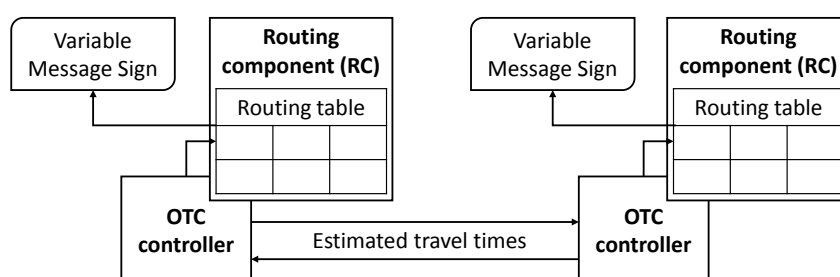 Variable
Message Sign
Routing
component (RC)
Routing table
OTC
controller
Estimated travel times
Variable
Message Sign
Routing
component (RC)
Routing table
OTC
controller